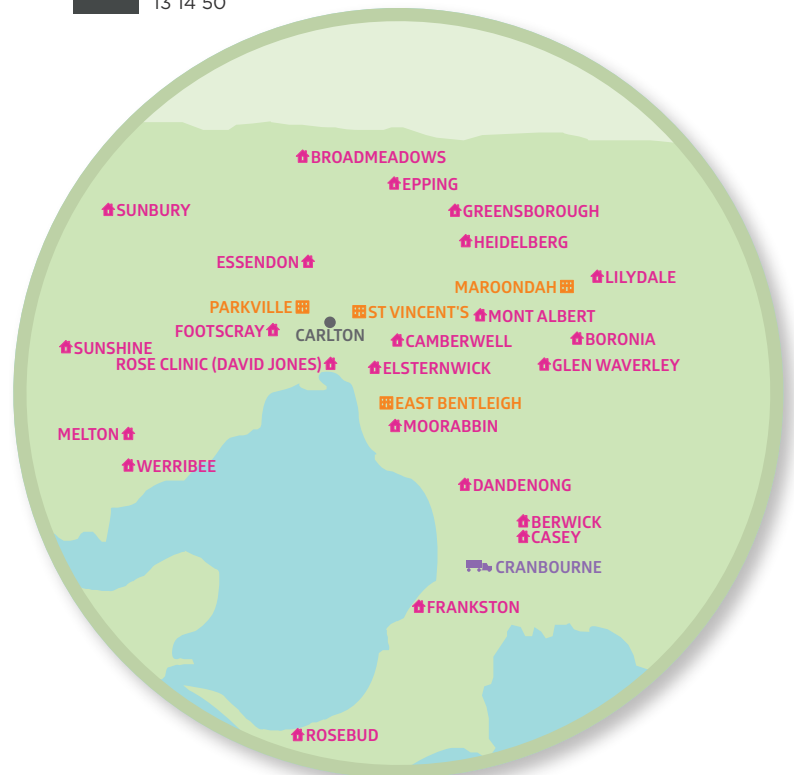 13 14 50
BROADMEADOWS
EPPING
SUNBURY
GREENSBOROUGH
HEIDELBERG
ESSENDON
LILYDALE
MAROONDAH
PARKVILLE
ST VINCENT'S
MONT ALBERT
FOOTSCRAY
CARLTON
CAMBERWELL
BORONIA
SUNSHINE
ROSE CLINIC (DAVID JONES)
ELSTERNWICK
GLEN WAVERLEY
EAST BENTLEIGH
MOORABBIN
MELTON
WERRIBEE
DANDENONG
BERWICK
CASEY
CRANBOURNE
FRANKSTON
ROSEBUD